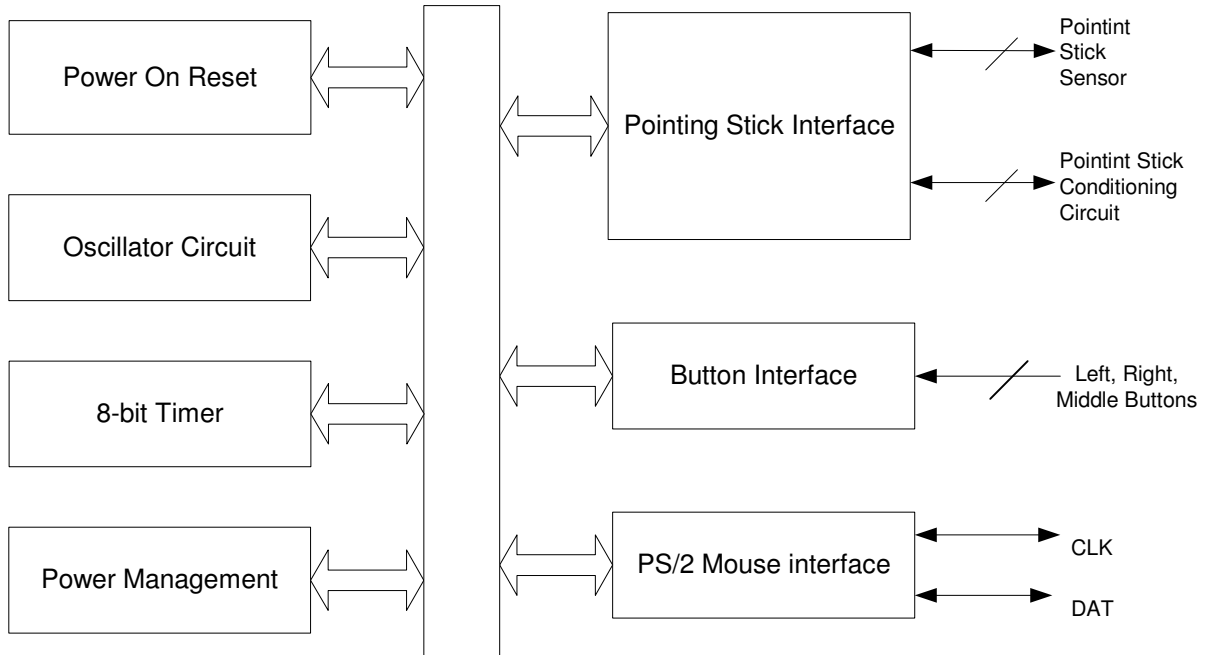 Power On Reset
Oscillator Circuit
8-bit Timer
Power Management
Pointing Stick Interface
Pointint
Stick
Sensor
Pointint Stick
Conditioning
Circuit
Button Interface
Left, Right,
Middle Buttons
PS/2 Mouse interface
CLK
DAT